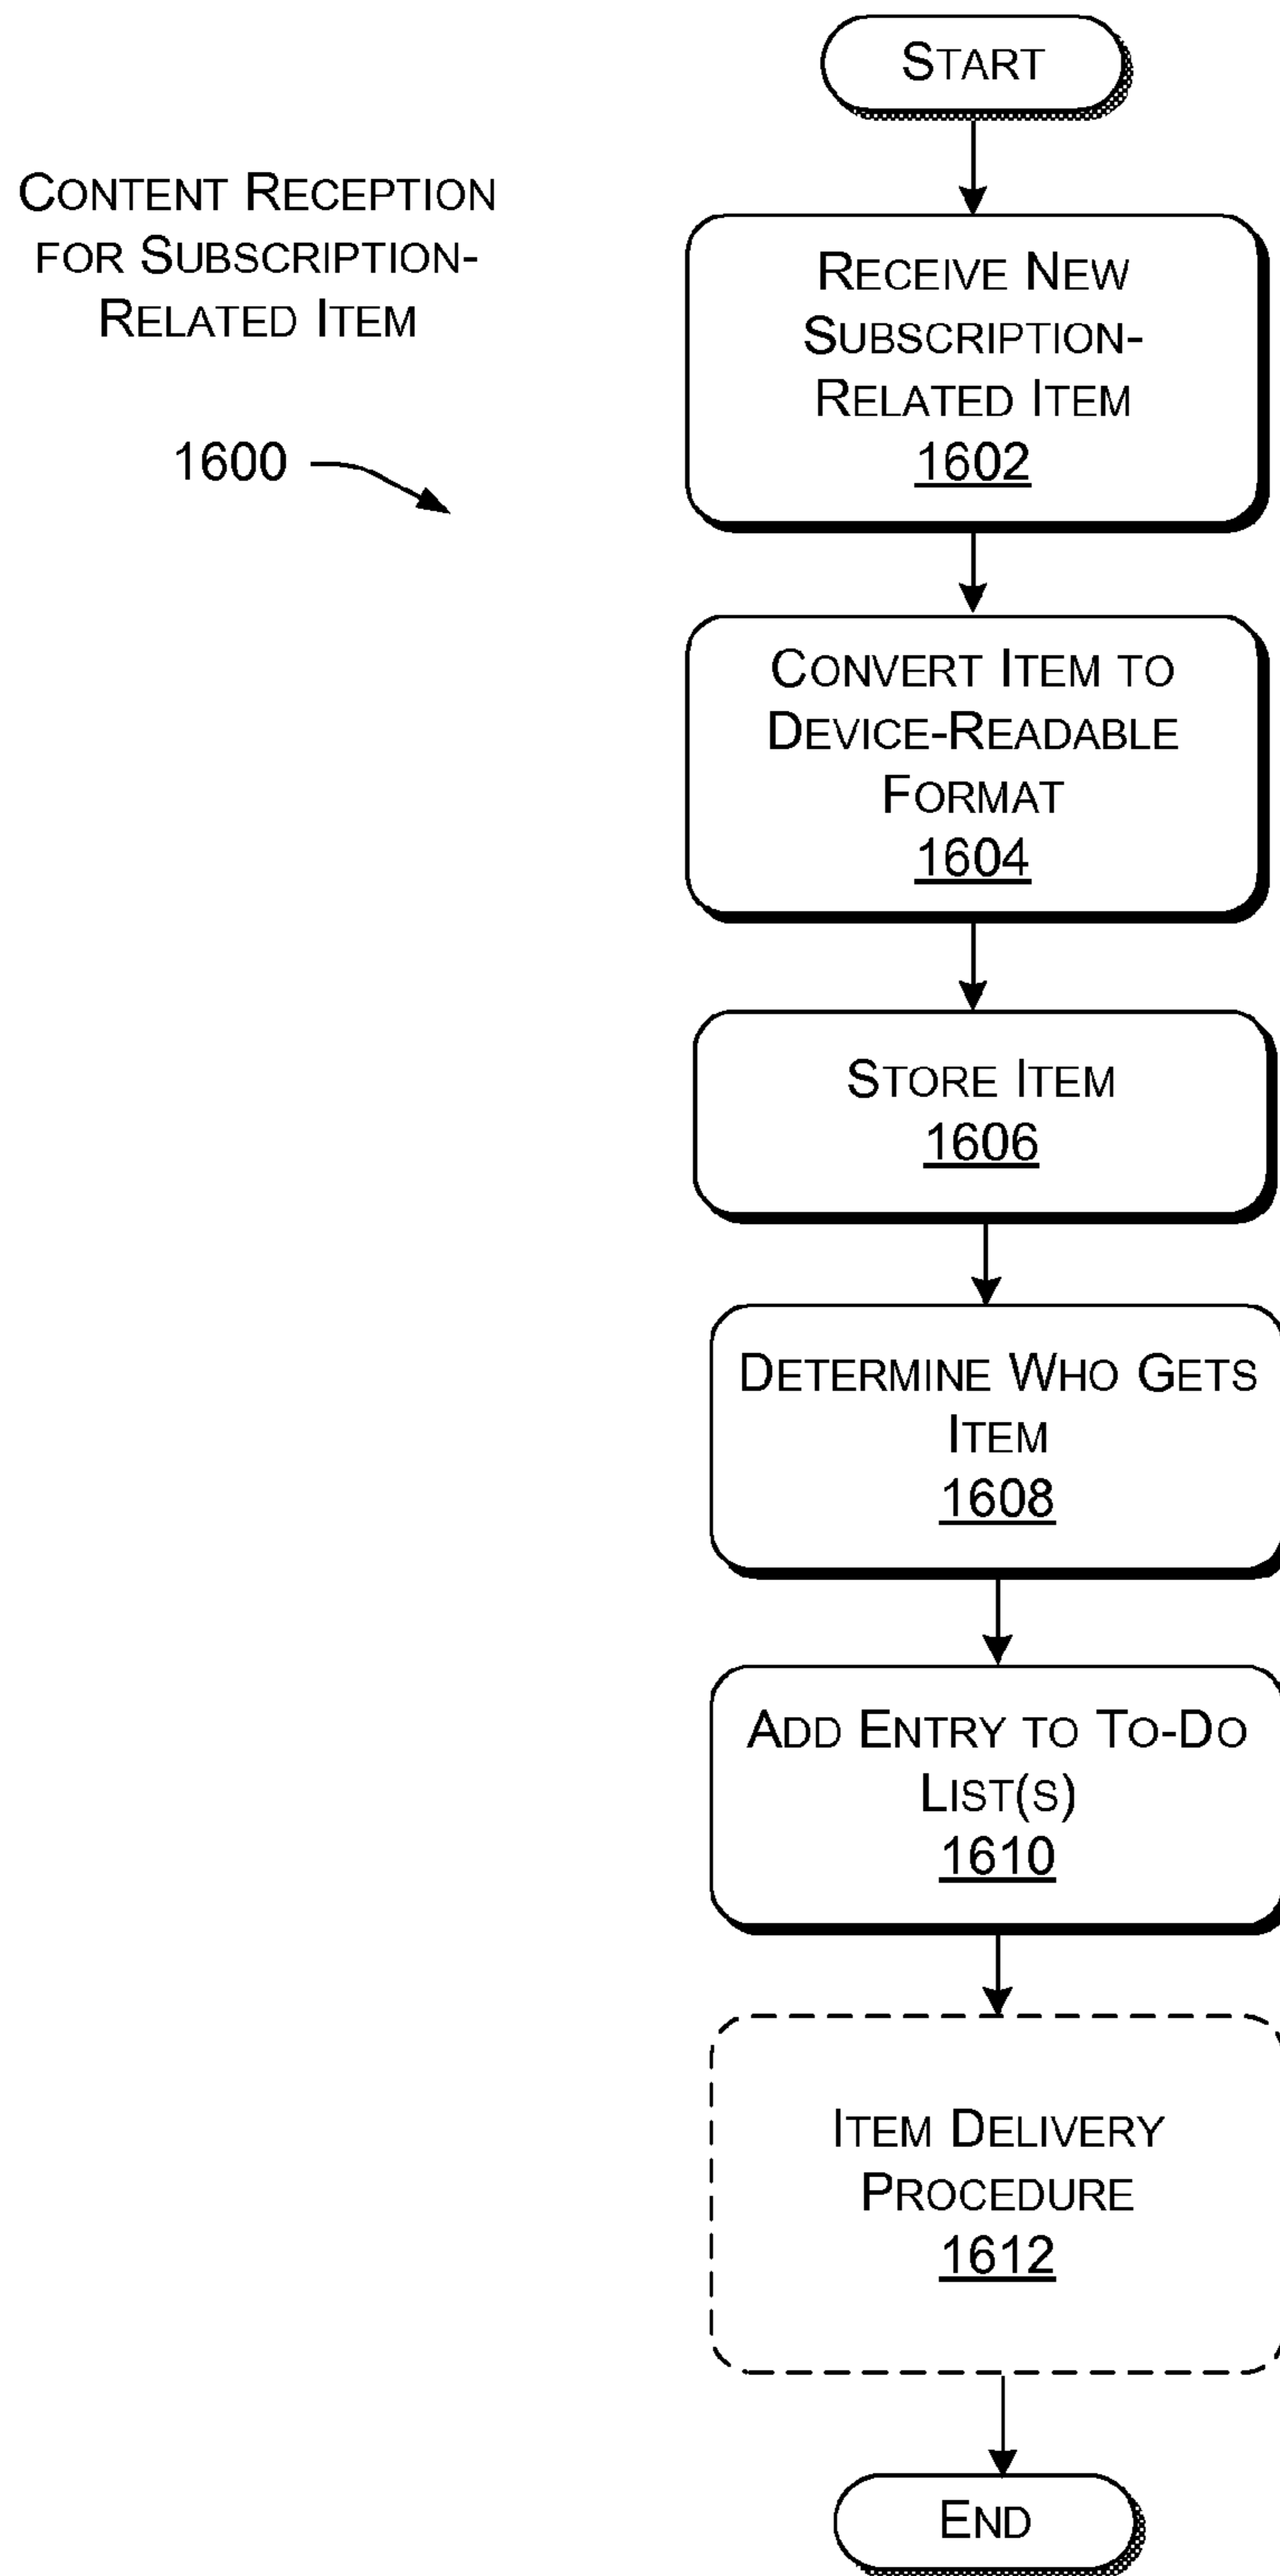 START
CONTENT RECEPTION
FOR SUBSCRIPTION-
RELATED ITEM
1600
RECEIVE NEW
SUBSCRIPTION-
RELATED ITEM
1602
CONVERT ITEM TO
DEVICE-READABLE
FORMAT
1604
STORE ITEM
1606
DETERMINE WHO GETS
ITEM
1608
ADD ENTRY TO TO-DO
LIST(S)
1610
ITEM DELIVERY
PROCEDURE
1612
END